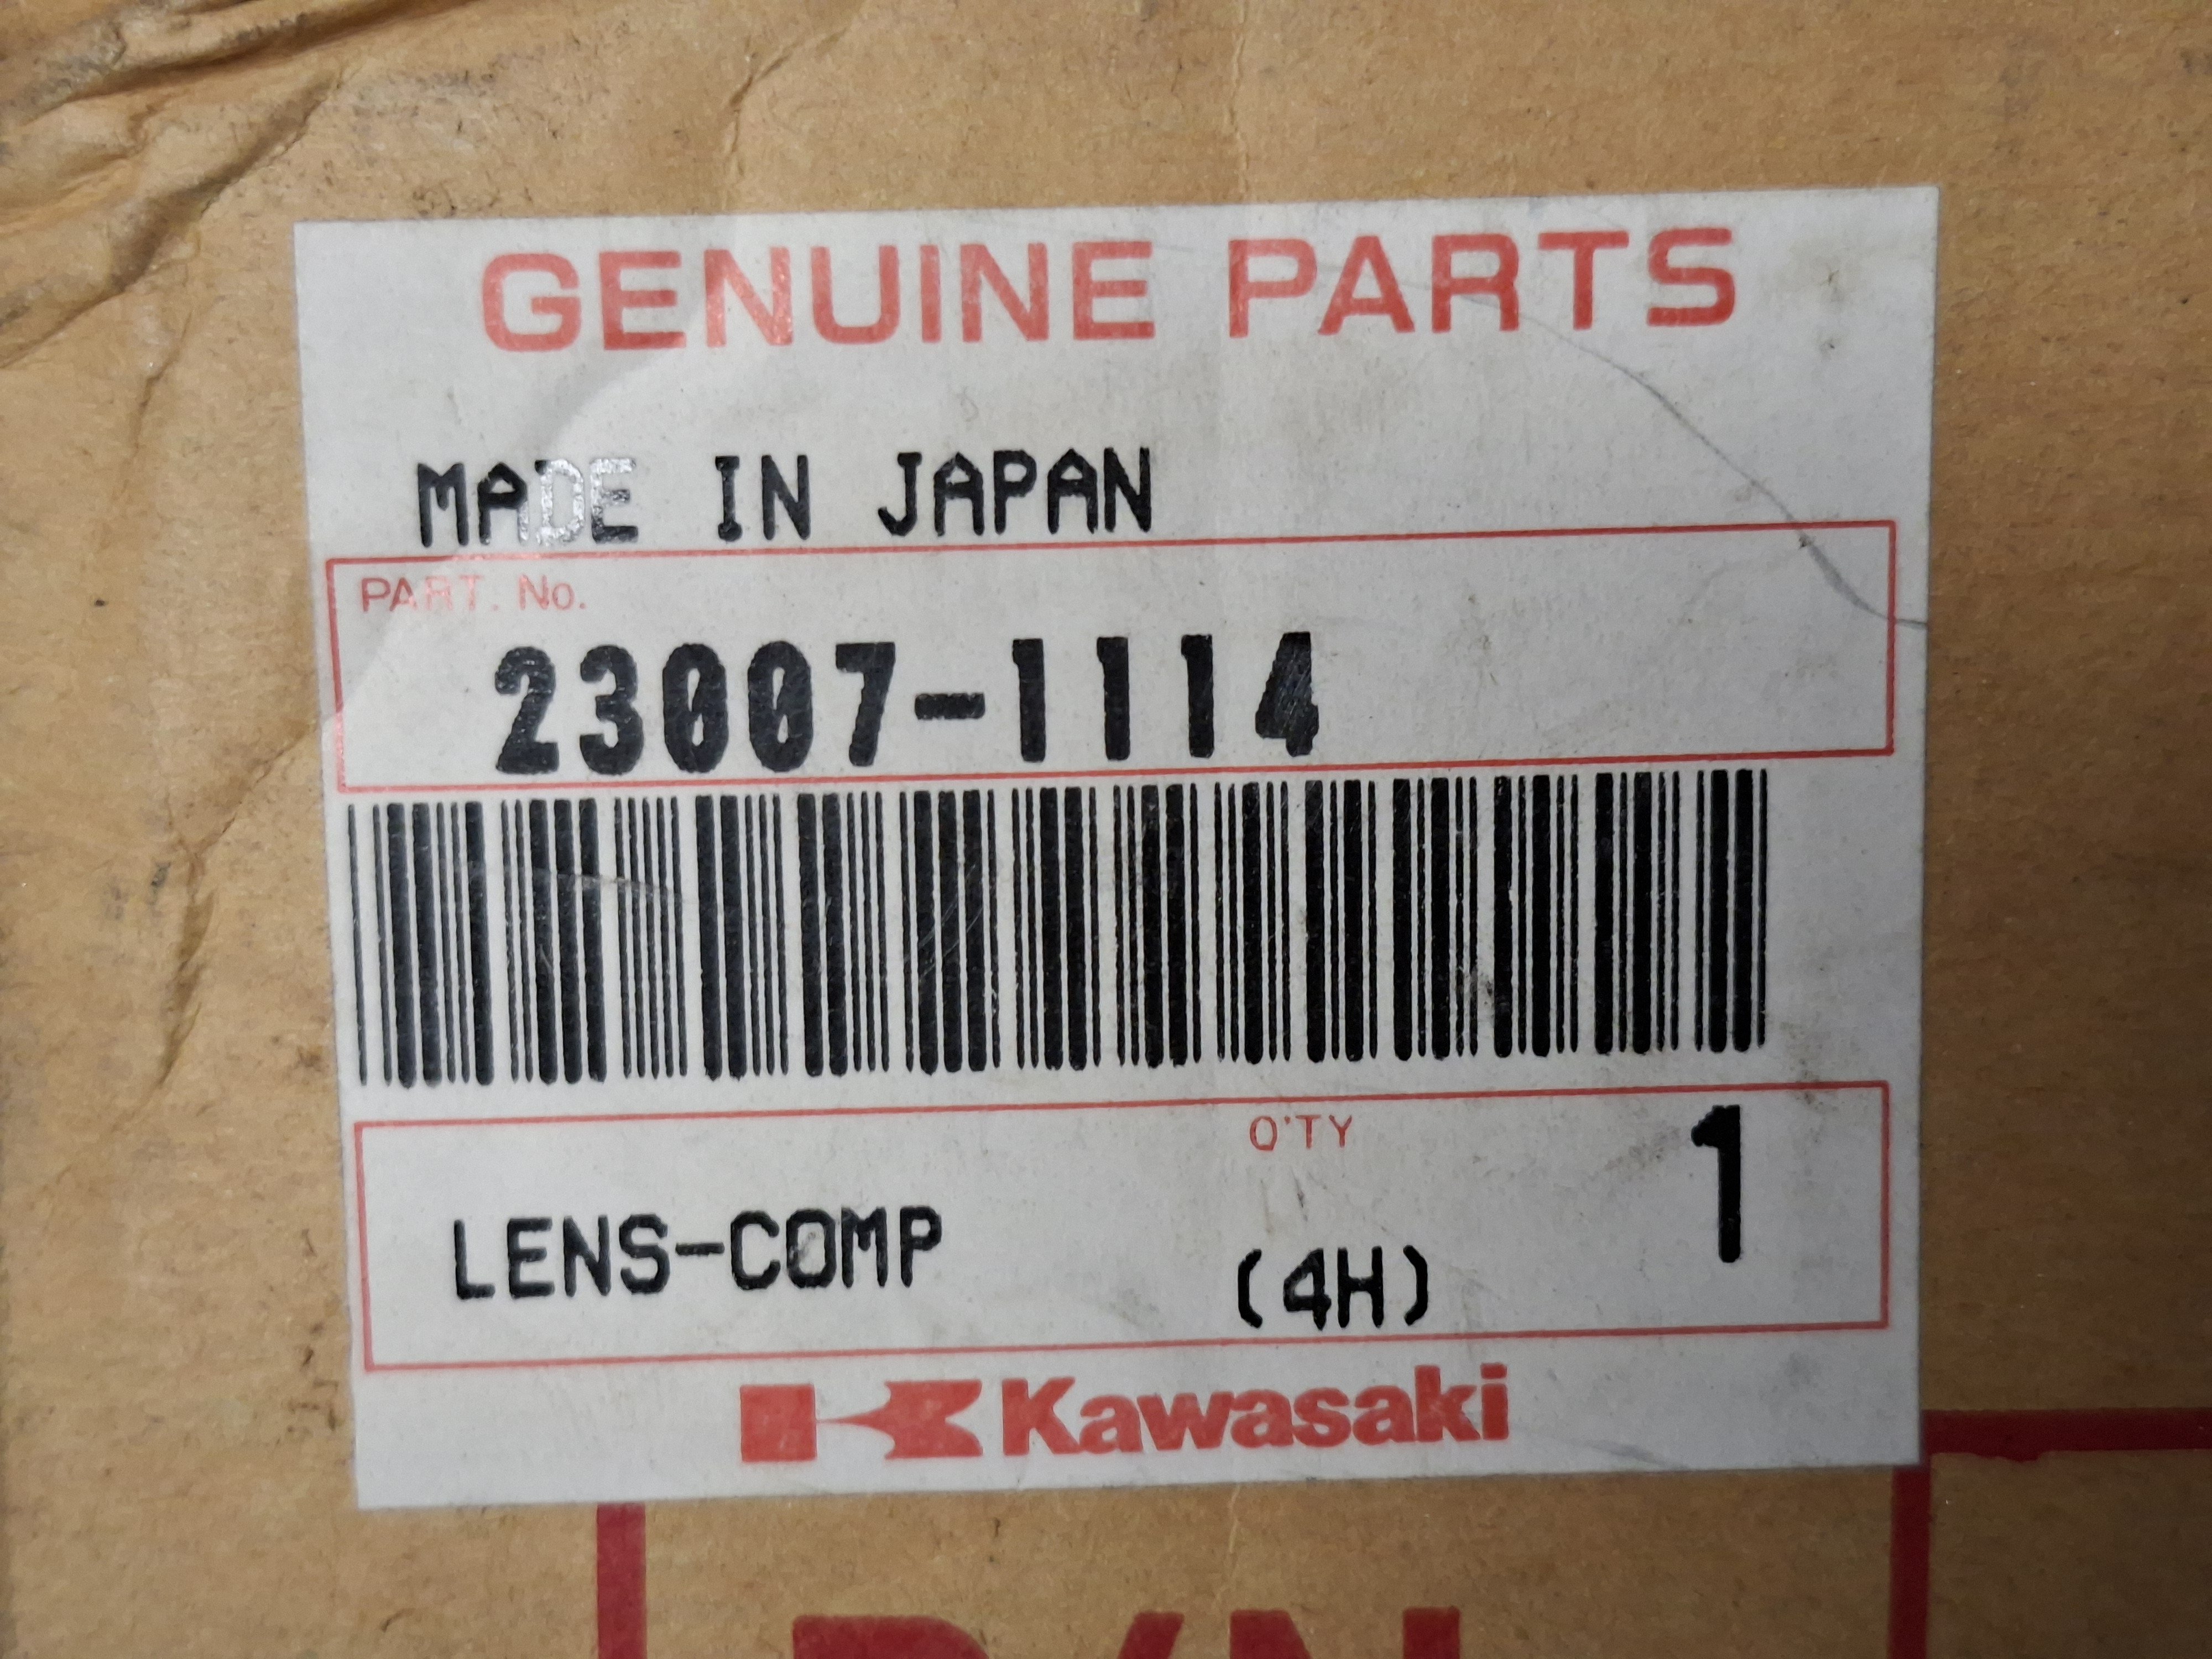 GENUINE PARTS
MADE IN JAPAN
PART. No.
23007-1114
Q'TY 1
LENS-COMP (4H)
Kawasaki
P/N